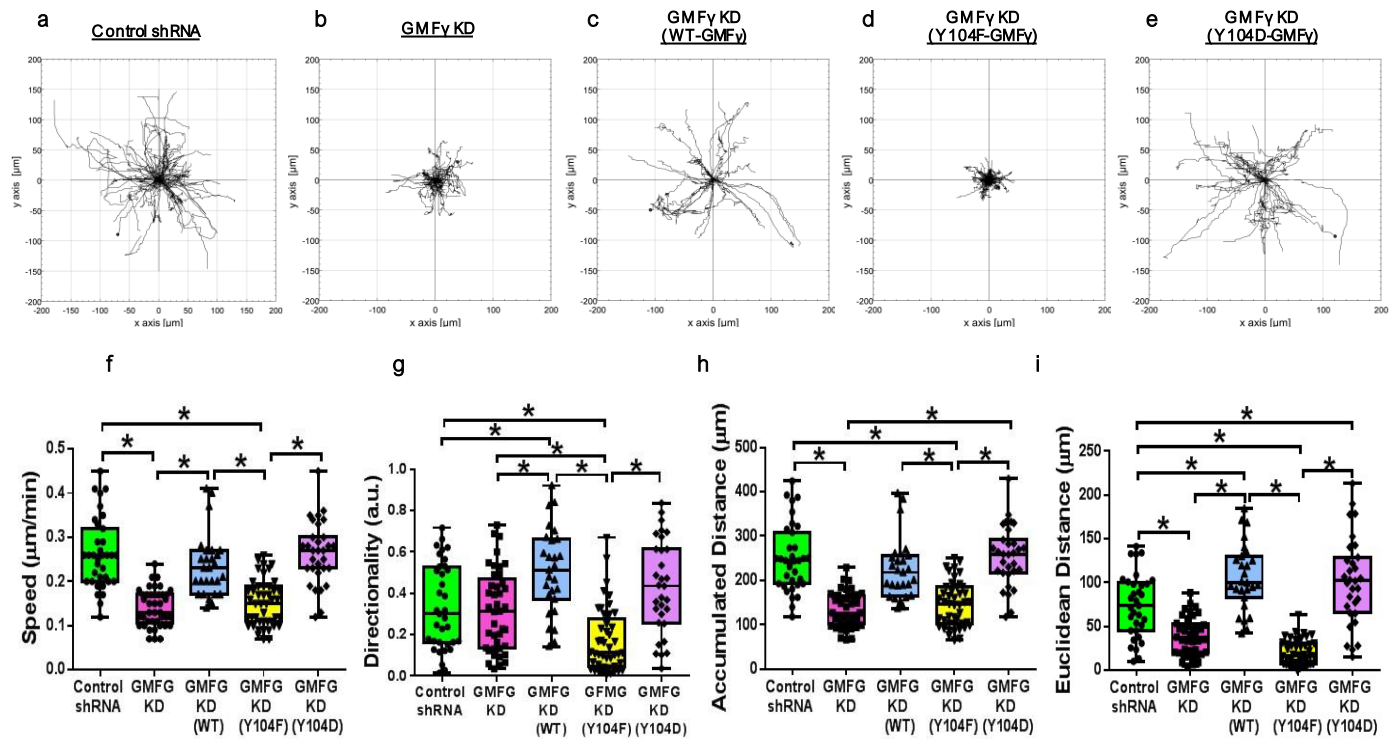 a
Control shRNA
b
GMFγ KD
c
GMFγ KD
(WT-GMFγ)
d
GMFγ KD
(Y104F-GMFγ)
e
GMFγ KD
(Y104D-GMFγ)
200
150
100
50
0
-50
-100
-150
-200
y axis [µm]
-200 -150 -100 -50 0 50 100 150 200
x axis [µm]
200
150
100
50
0
-50
-100
-150
-200
y axis [µm]
-200 -100 0 100 200
x axis [µm]
200
150
100
50
0
-50
-100
-150
-200
y axis [µm]
-200 -100 0 100 200
x axis [µm]
200
150
100
50
0
-50
-100
-150
-200
y axis [µm]
-200 -100 0 100 200
x axis [µm]
200
150
100
50
0
-50
-100
-150
-200
y axis [µm]
-200 -100 0 100 200
x axis [µm]
f
Speed (µm/min)
0.5
0.4
0.3
0.2
0.1
0.0
* * * * *
Control
shRNA
GMFG
KD
GMFG
KD
(WT)
GMFG
KD
(Y104F)
GMFG
KD
(Y104D)
g
Directionality (a.u.)
1.0
0.8
0.6
0.4
0.2
0.0
* * * * * *
Control
shRNA
GMFG
KD
GMFG
KD
(WT)
GFMG
KD
(Y104F)
GMFG
KD
(Y104D)
h
Accumulated Distance (µm)
500
400
300
200
100
0
* * * * *
Control
shRNA
GMFG
KD
GMFG
KD
(WT)
GMFG
KD
(Y104F)
GMFG
KD
(Y104D)
i
Euclidean Distance (µm)
250
200
150
100
50
0
* * * * * * *
Control
shRNA
GMFG
KD
GMFG
KD
(WT)
GMFG
KD
(Y104F)
GMFG
KD
(Y104D)